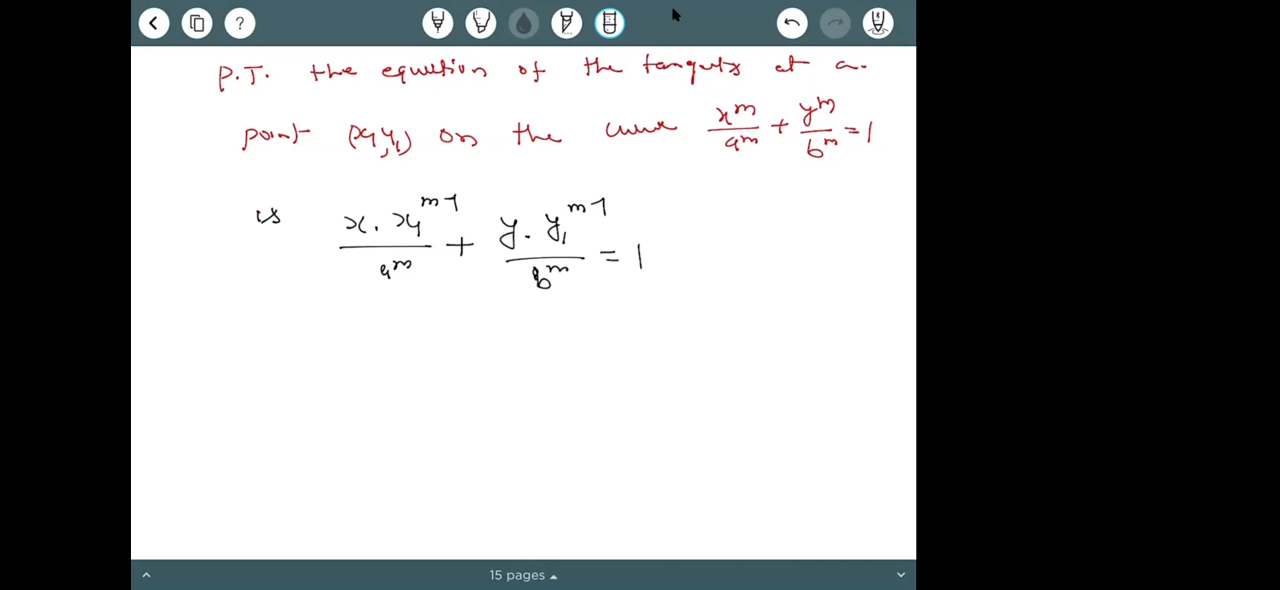 ?
P.T. the equation of the tangents at a
point (x₁,y₁) on the curve x^m/a^m + y^m/b^m = 1
is x·x₁^(m-1)/a^m + y·y₁^(m-1)/b^m = 1
15 pages